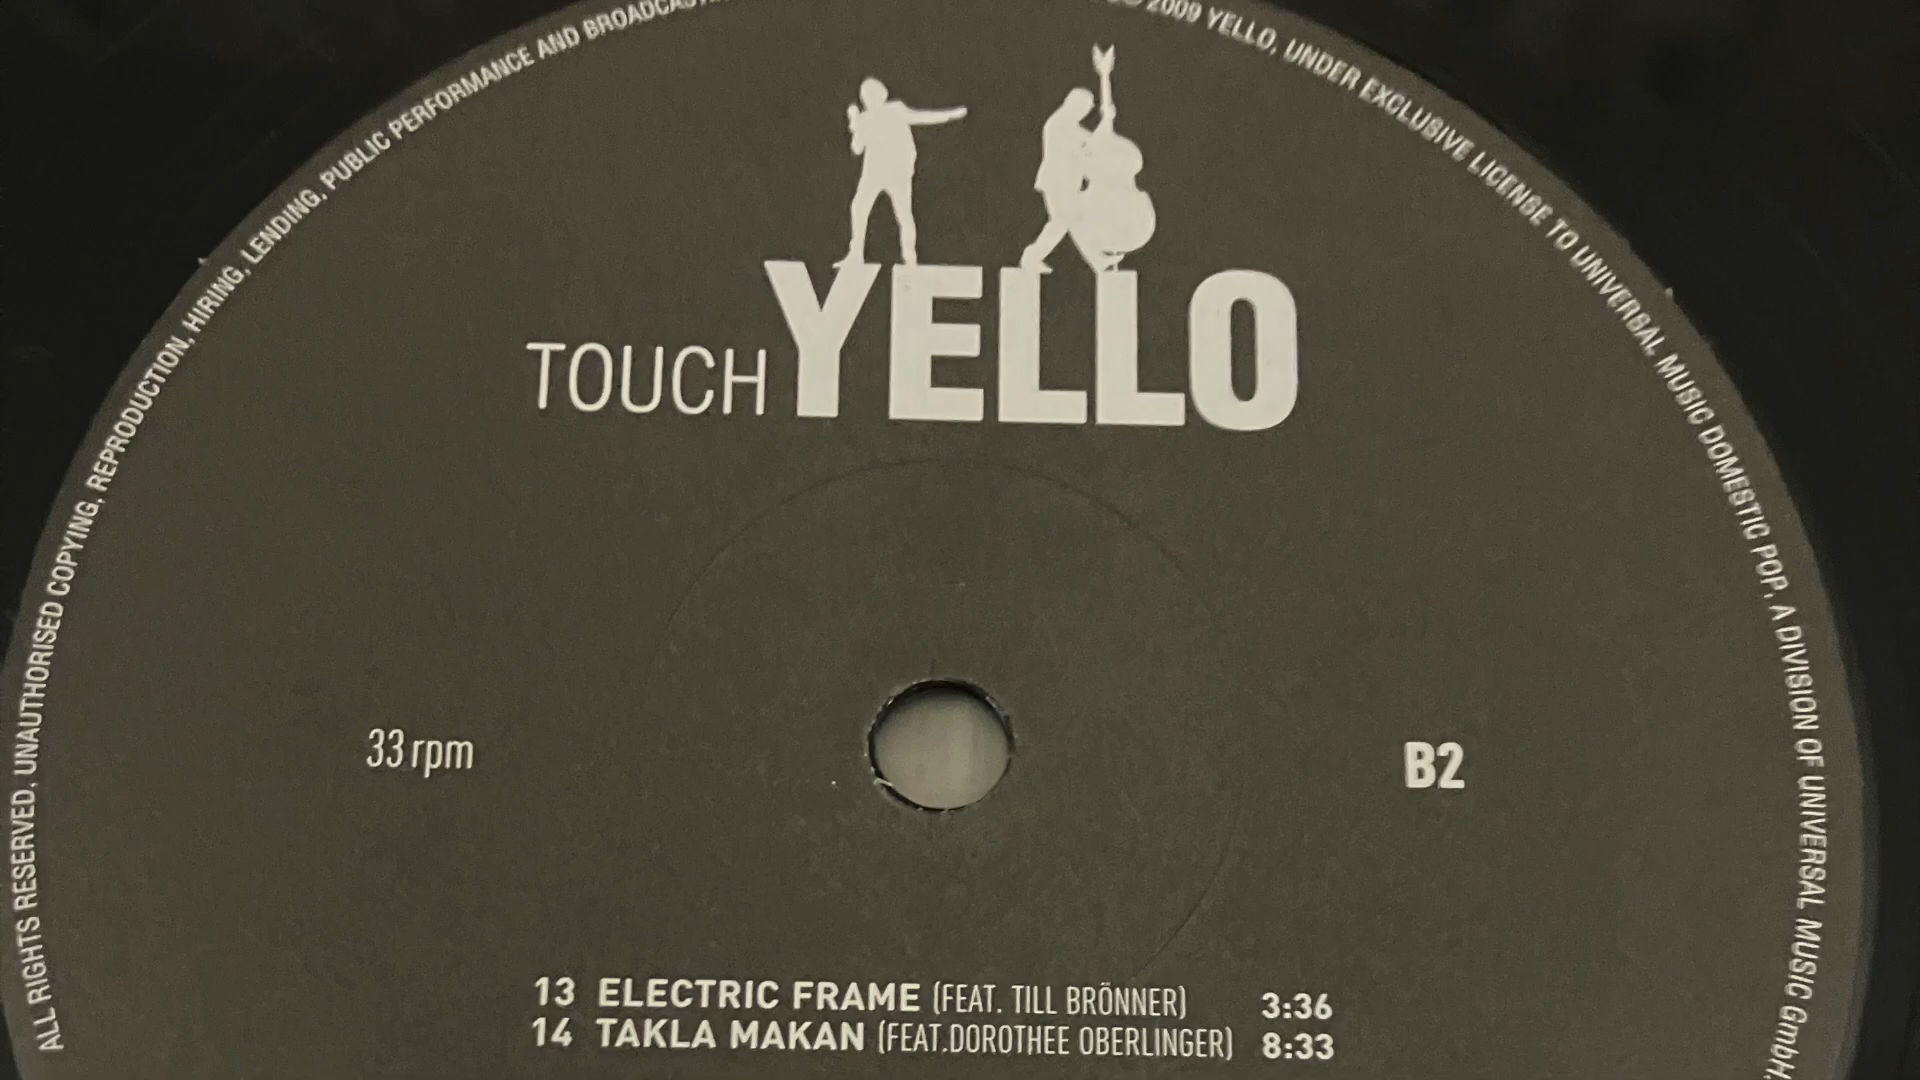 ALL RIGHTS RESERVED, UNAUTHORISED COPYING, REPRODUCTION, HIRING, LENDING, PUBLIC PERFORMANCE AND
2009 YELLO, UNDER EXCLUSIVE LICENSE TO UNIVERSAL MUSIC DOMESTIC POP, A DIVISION OF UNIVERSAL MUSIC GmbH,
TOUCH YELLO
33 rpm
B2
13 ELECTRIC FRAME (FEAT. TILL BRÖNNER) 3:36
14 TAKLA MAKAN (FEAT.DOROTHEE OBERLINGER) 8:33